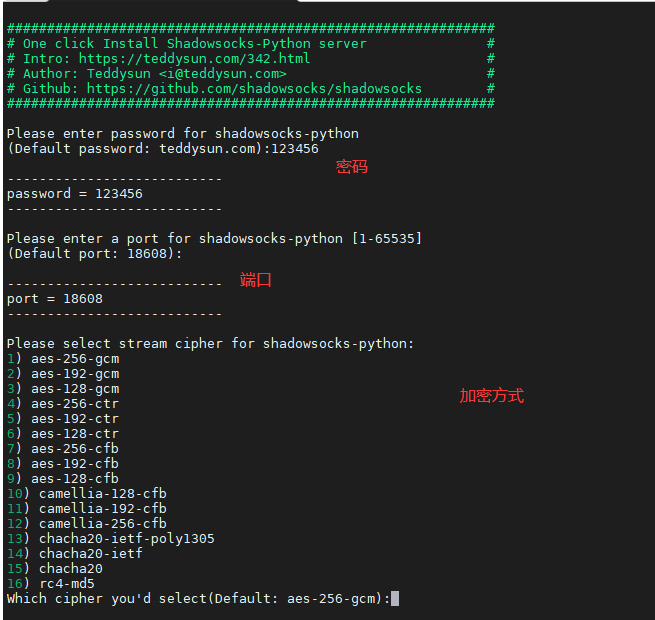 #############################################################
# One click Install Shadowsocks-Python server #
# Intro: https://teddysun.com/342.html #
# Author: Teddysun <i@teddysun.com> #
# Github: https://github.com/shadowsocks/shadowsocks #
#############################################################
Please enter password for shadowsocks-python
(Default password: teddysun.com):123456
密码
---------------------------
password = 123456
---------------------------
Please enter a port for shadowsocks-python [1-65535]
(Default port: 18608):
--------------------------- 端口
port = 18608
---------------------------
Please select stream cipher for shadowsocks-python:
1) aes-256-gcm
2) aes-192-gcm
3) aes-128-gcm
4) aes-256-ctr
加密方式
5) aes-192-ctr
6) aes-128-ctr
7) aes-256-cfb
8) aes-192-cfb
9) aes-128-cfb
10) camellia-128-cfb
11) camellia-192-cfb
12) camellia-256-cfb
13) chacha20-ietf-poly1305
14) chacha20-ietf
15) chacha20
16) rc4-md5
Which cipher you'd select(Default: aes-256-gcm):